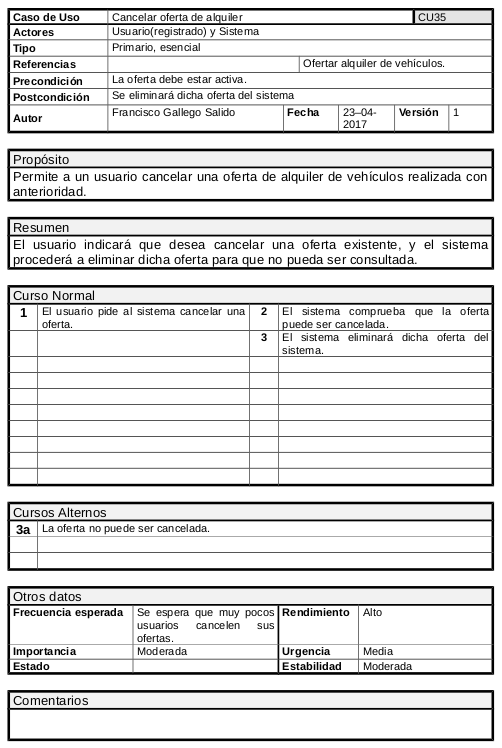 Caso de Uso Cancelar oferta de alquiler CU35
Actores Usuario(registrado) y Sistema
Tipo Primario, esencial
Referencias Ofertar alquiler de vehículos.
Precondición La oferta debe estar activa.
Postcondición Se eliminará dicha oferta del sistema
Autor Francisco Gallego Salido Fecha 23–04-
2017 Versión 1
Propósito
Permite a un usuario cancelar una oferta de alquiler de vehículos realizada con
anterioridad.
Resumen
El usuario indicará que desea cancelar una oferta existente, y el sistema
procederá a eliminar dicha oferta para que no pueda ser consultada.
Curso Normal
1 El usuario pide al sistema cancelar una
oferta.
2 El sistema comprueba que la oferta
puede ser cancelada.
3 El sistema eliminará dicha oferta del
sistema.
Cursos Alternos
3a La oferta no puede ser cancelada.
Otros datos
Frecuencia esperada Se espera que muy pocos
usuarios cancelen sus
ofertas.
Rendimiento Alto
Importancia Moderada Urgencia Media
Estado Estabilidad Moderada
Comentarios